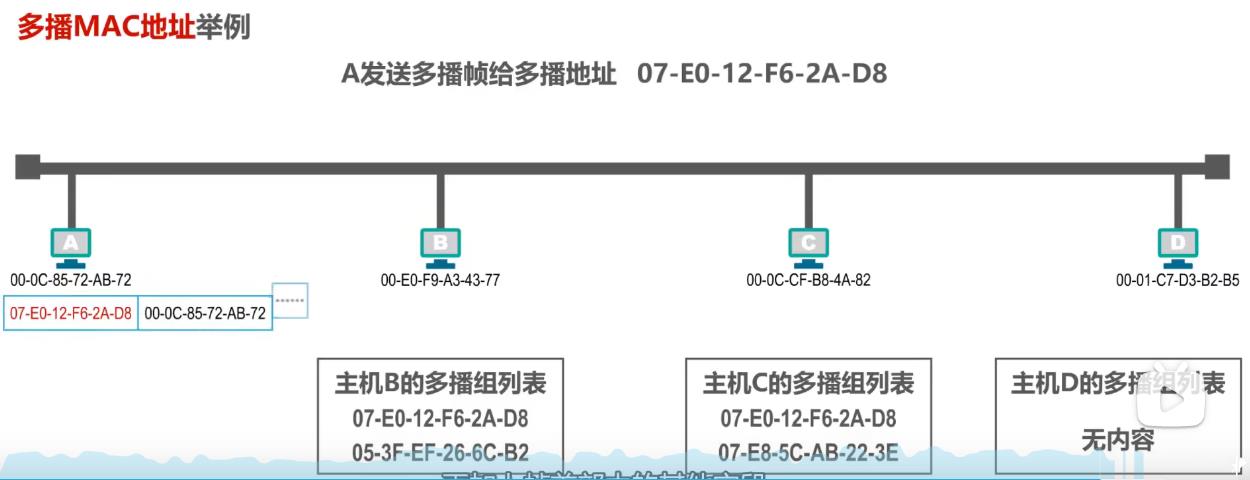 多播MAC地址举例
A发送多播帧给多播地址 07-E0-12-F6-2A-D8
A
B
C
D
00-0C-85-72-AB-72
00-E0-F9-A3-43-77
00-0C-CF-B8-4A-82
00-01-C7-D3-B2-B5
07-E0-12-F6-2A-D8 00-0C-85-72-AB-72 ······
主机B的多播组列表
07-E0-12-F6-2A-D8
05-3F-EF-26-6C-B2
主机C的多播组列表
07-E0-12-F6-2A-D8
07-E8-5C-AB-22-3E
主机D的多播组列表
无内容